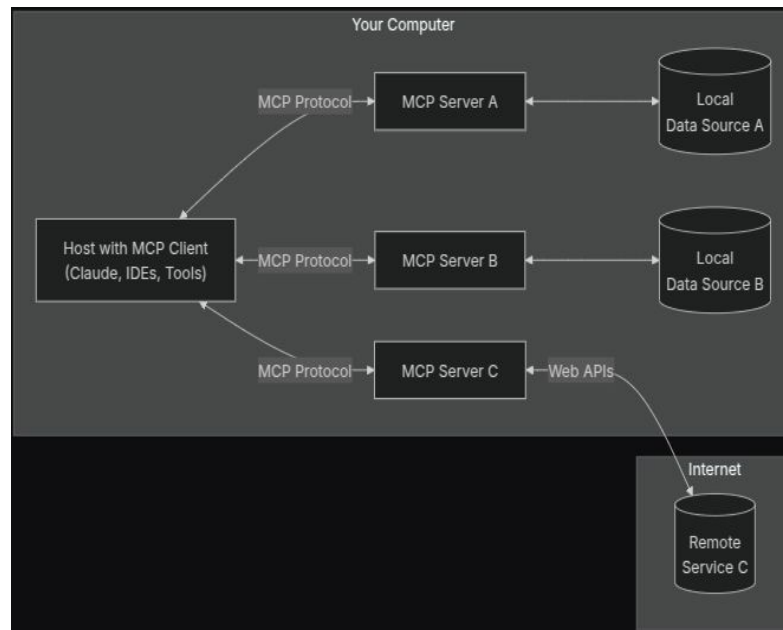 Your Computer
MCP Protocol
MCP Server A
Local
Data Source A
Host with MCP Client
(Claude, IDEs, Tools)
MCP Protocol
MCP Server B
Local
Data Source B
MCP Protocol
MCP Server C
Web APIs
Internet
Remote
Service C